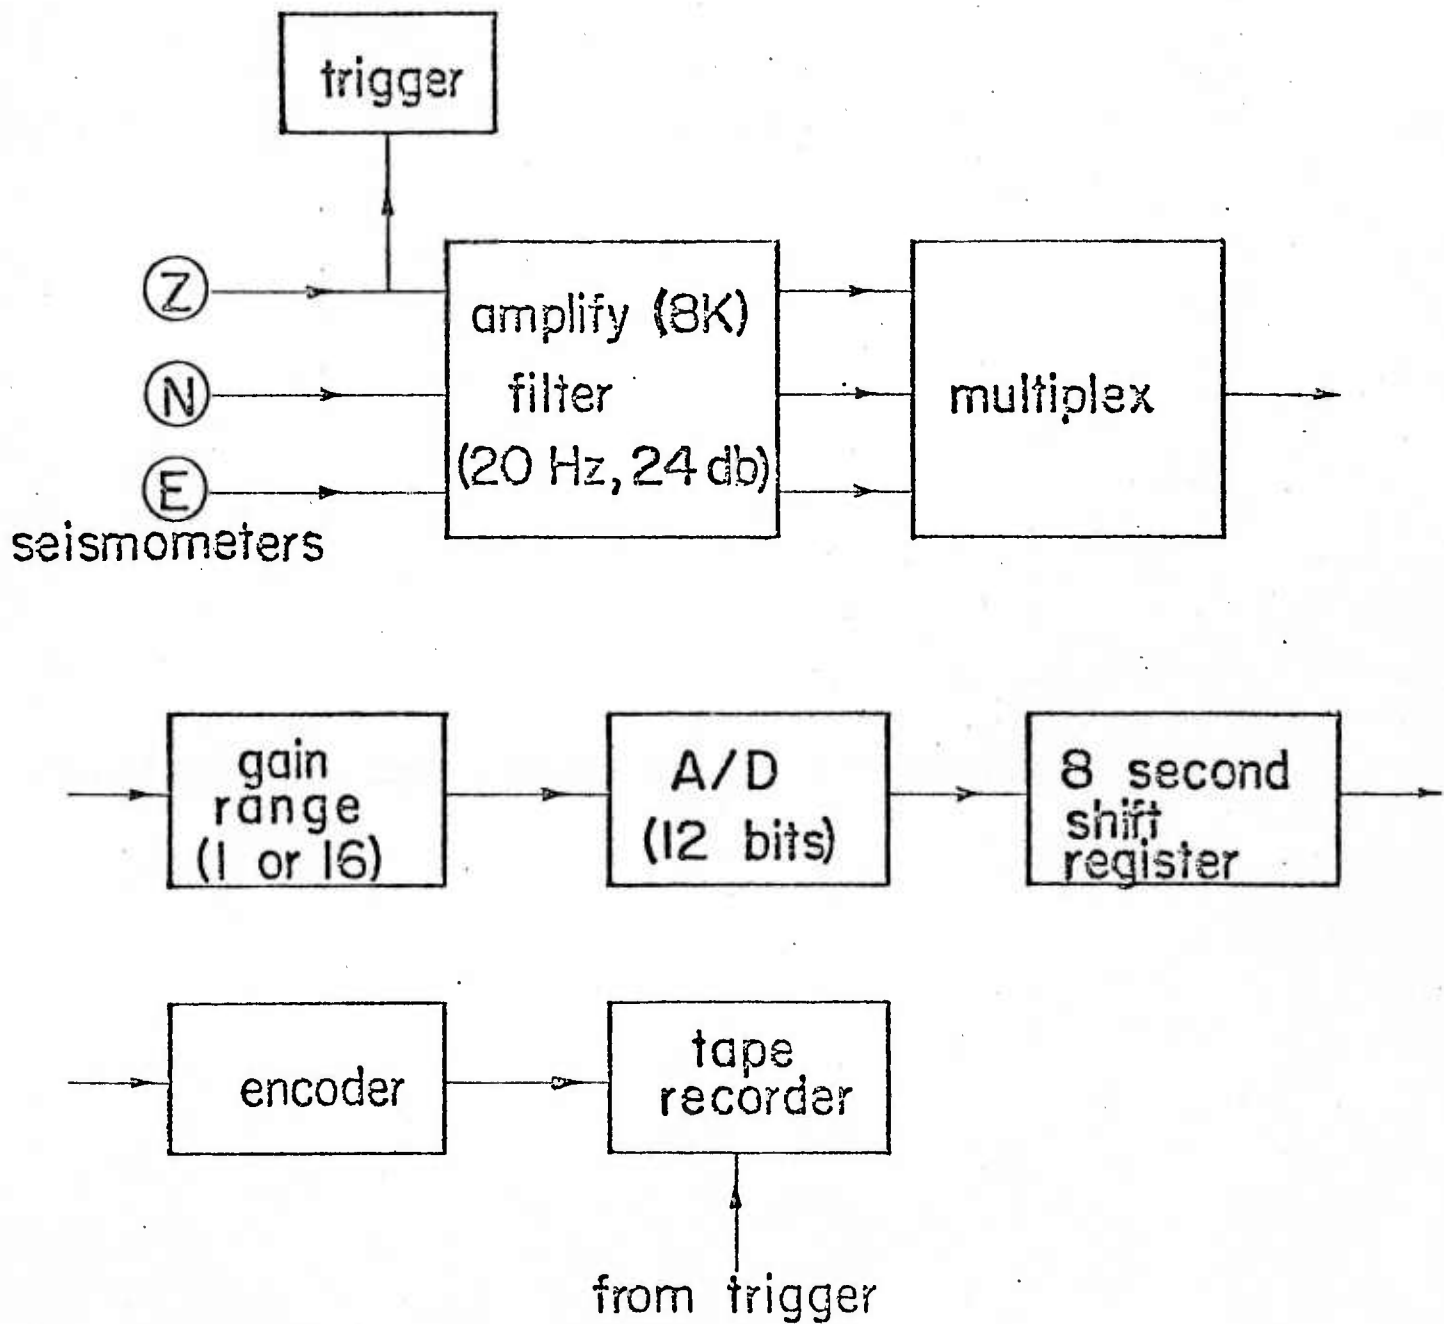 trigger
Z
N
E
seismometers
amplify (8K)
filter
(20 Hz, 24 db)
multiplex
gain
range
(1 or 16)
A/D
(12 bits)
8 second
shift
register
encoder
tape
recorder
from trigger